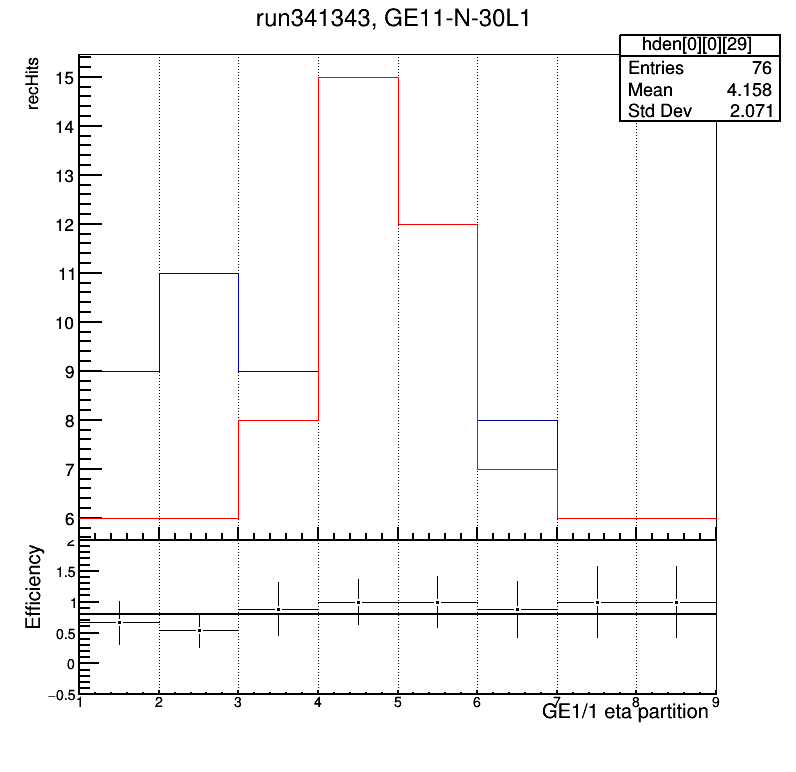 run341343, GE11-N-30L1
hden[0][0][29]
Entries 76
Mean 4.158
Std Dev 2.071
recHits
15
14
13
12
11
10
9
8
7
6
Efficiency
2
1.5
1
0.5
0
−0.5
1 2 3 4 5 6 7 8 9
GE1/1 eta partition